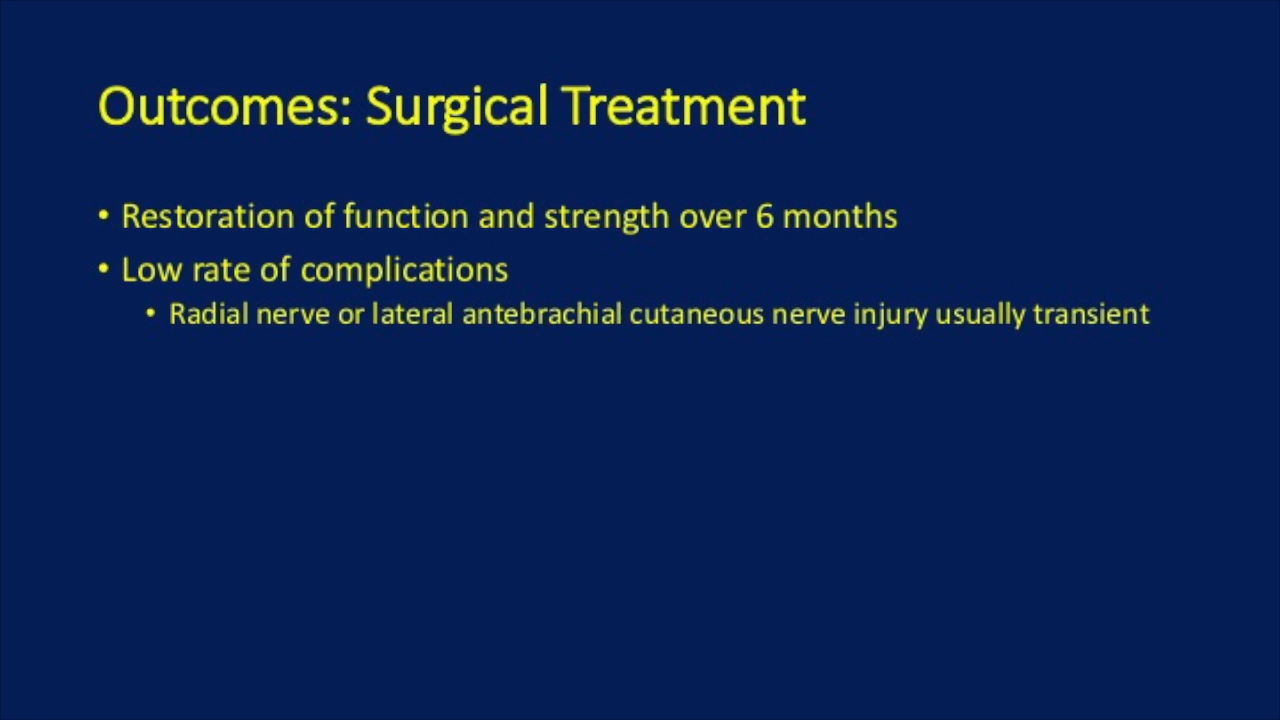 Outcomes: Surgical Treatment
• Restoration of function and strength over 6 months
• Low rate of complications
• Radial nerve or lateral antebrachial cutaneous nerve injury usually transient